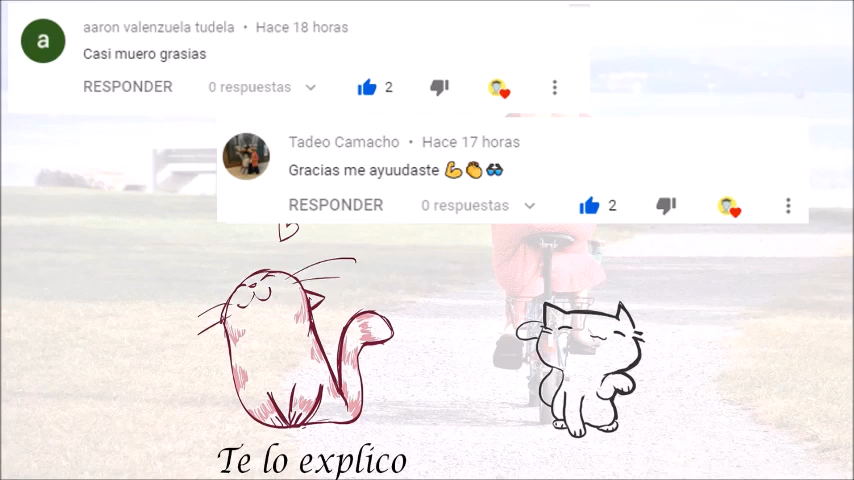 a
aaron valenzuela tudela • Hace 18 horas
Casi muero grasias
RESPONDER 0 respuestas 2
Tadeo Camacho • Hace 17 horas
Gracias me ayuudaste 💪👏🕶
RESPONDER 0 respuestas 2
Te lo explico